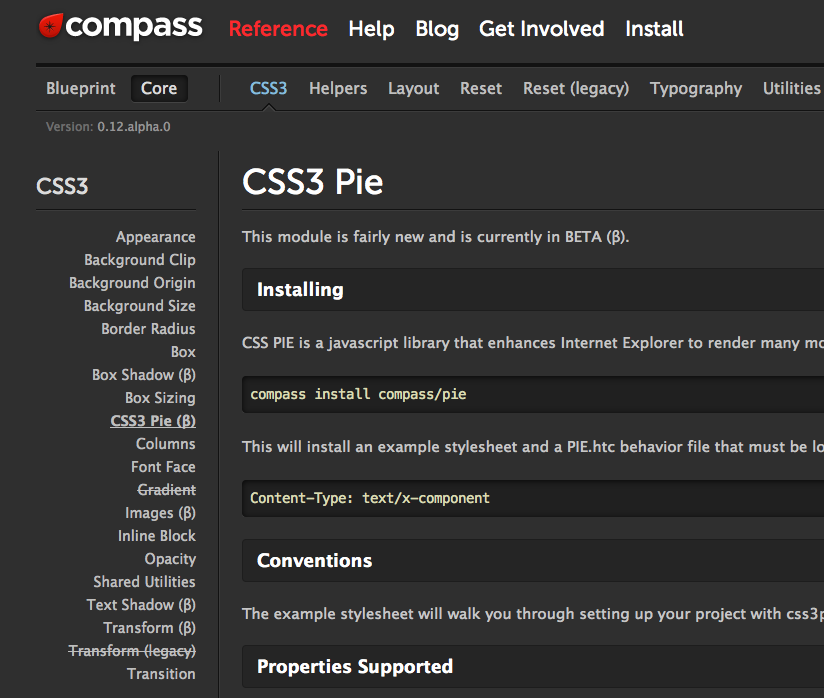 compass Reference Help Blog Get Involved Install
Blueprint Core CSS3 Helpers Layout Reset Reset (legacy) Typography Utilities
Version: 0.12.alpha.0
CSS3
Appearance
Background Clip
Background Origin
Background Size
Border Radius
Box
Box Shadow (β)
Box Sizing
CSS3 Pie (β)
Columns
Font Face
Gradient
Images (β)
Inline Block
Opacity
Shared Utilities
Text Shadow (β)
Transform (β)
Transform (legacy)
Transition
CSS3 Pie
This module is fairly new and is currently in BETA (β).
Installing
CSS PIE is a javascript library that enhances Internet Explorer to render many mo
compass install compass/pie
This will install an example stylesheet and a PIE.htc behavior file that must be lo
Content-Type: text/x-component
Conventions
The example stylesheet will walk you through setting up your project with css3p
Properties Supported